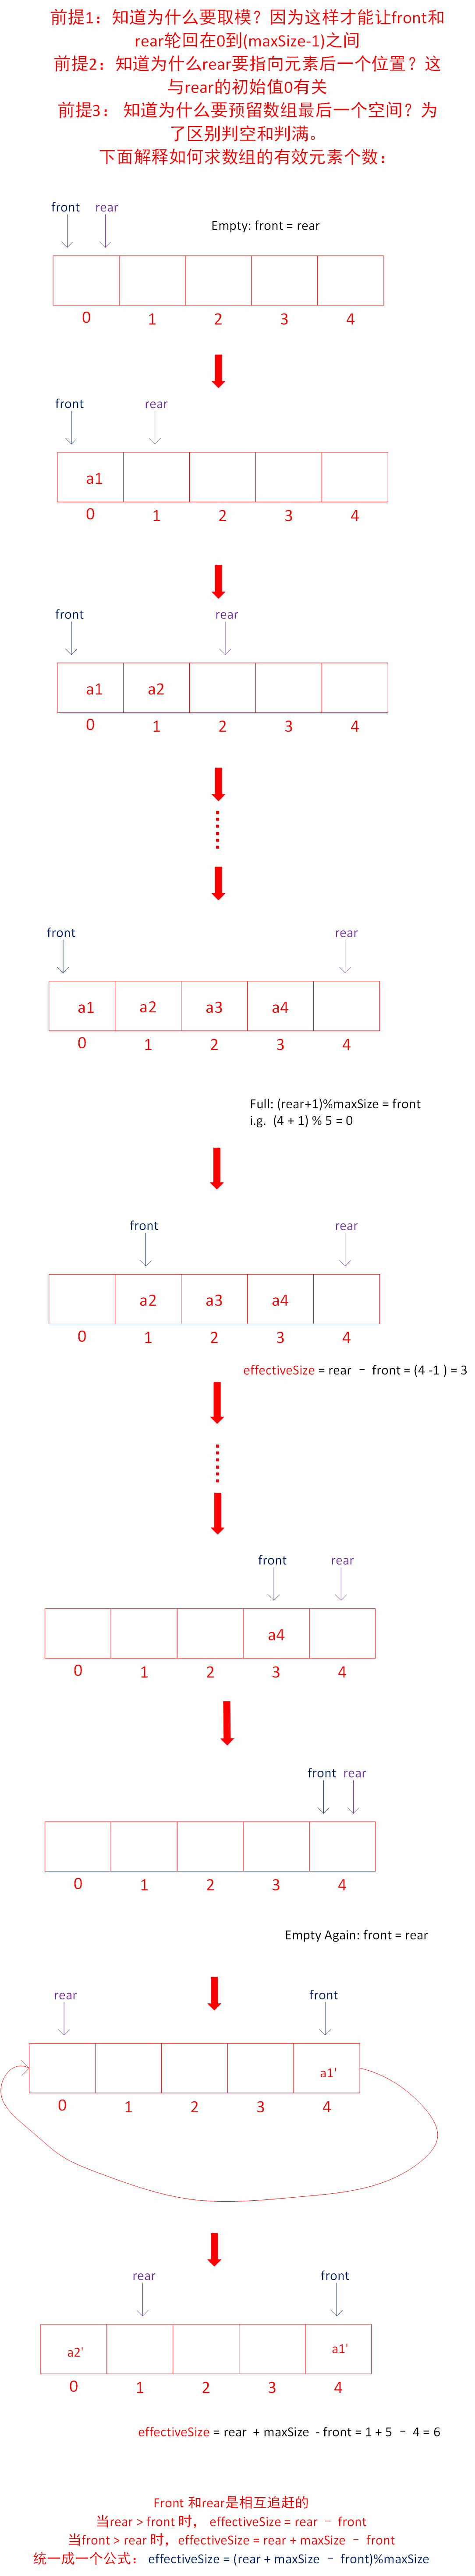 前提1：知道为什么要取模？因为这样才能让front和
rear轮回在0到(maxSize-1)之间
前提2：知道为什么rear要指向元素后一个位置？这
与rear的初始值0有关
前提3： 知道为什么要预留数组最后一个空间？为
了区别判空和判满。
下面解释如何求数组的有效元素个数：
front rear
Empty: front = rear
0 1 2 3 4
front rear
a1
0 1 2 3 4
front rear
a1 a2
0 1 2 3 4
front rear
a1 a2 a3 a4
0 1 2 3 4
Full: (rear+1)%maxSize = front
i.g. (4 + 1) % 5 = 0
front rear
a2 a3 a4
0 1 2 3 4
effectiveSize = rear – front = (4 -1 ) = 3
front rear
a4
0 1 2 3 4
front rear
0 1 2 3 4
Empty Again: front = rear
rear front
a1'
0 1 2 3 4
rear front
a2' a1'
0 1 2 3 4
effectiveSize = rear + maxSize - front = 1 + 5 – 4 = 6
Front 和rear是相互追赶的
当rear > front 时， effectiveSize = rear – front
当front > rear 时，effectiveSize = rear + maxSize – front
统一成一个公式： effectiveSize = (rear + maxSize – front)%maxSize